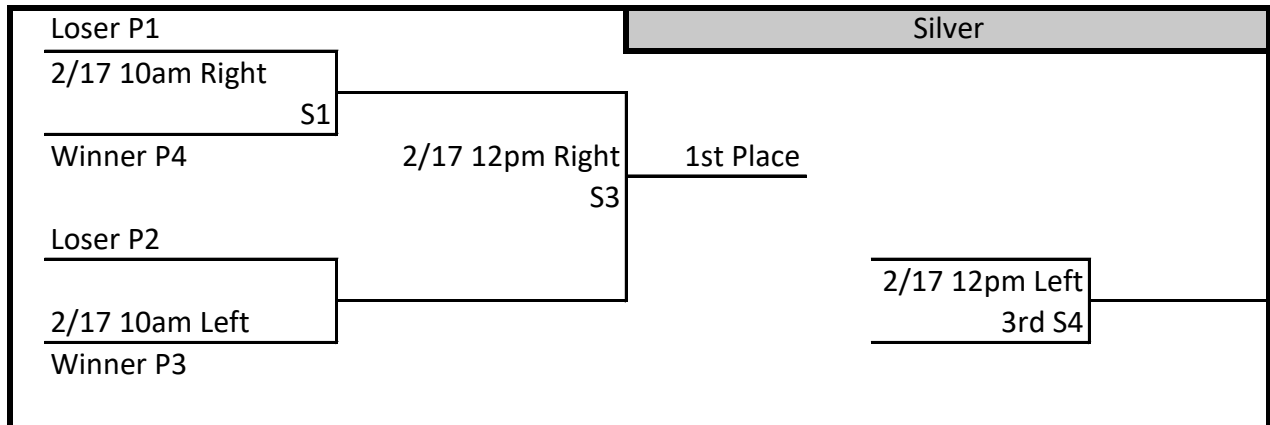 Loser P1
Silver
2/17 10am Right
S1
Winner P4
2/17 12pm Right
1st Place
S3
Loser P2
2/17 12pm Left
2/17 10am Left
3rd S4
Winner P3